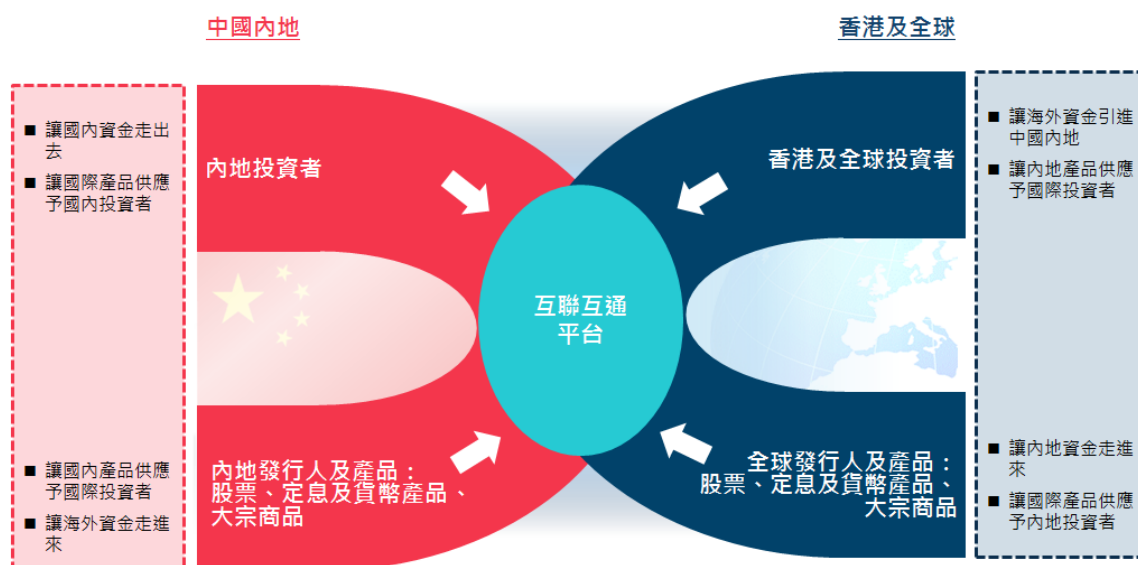 中國內地
香港及全球
讓國內資金走出
去
讓國際產品供應
予國內投資者
內地投資者
香港及全球投資者
讓海外資金引進
中國內地
讓內地產品供應
予國際投資者
互聯互通
平台
讓國內產品供應
予國際投資者
讓海外資金走進
來
內地發行人及產品：
股票、定息及貨幣產品、
大宗商品
全球發行人及產品：
股票、定息及貨幣產品、
大宗商品
讓內地資金走進
來
讓國際產品供應
予內地投資者